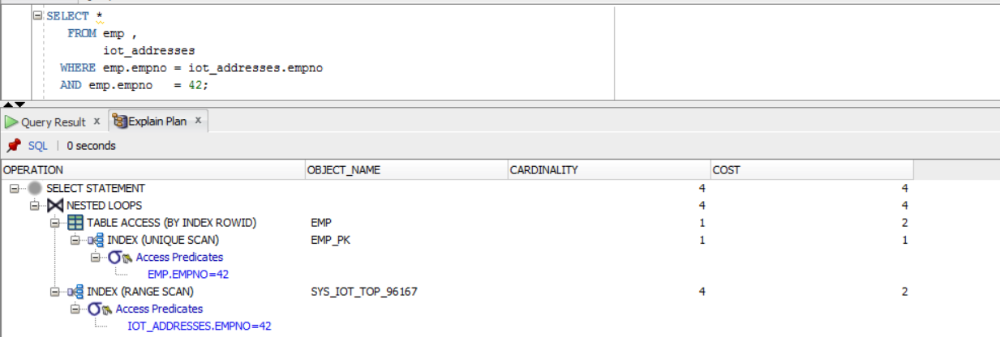 SELECT *
FROM emp ,
iot_addresses
WHERE emp.empno = iot_addresses.empno
AND emp.empno = 42;
Query Result x Explain Plan x
SQL | 0 seconds
OPERATION OBJECT_NAME CARDINALITY COST
SELECT STATEMENT 4 4
NESTED LOOPS 4 4
TABLE ACCESS (BY INDEX ROWID) EMP 1 2
INDEX (UNIQUE SCAN) EMP_PK 1 1
Access Predicates
EMP.EMPNO=42
INDEX (RANGE SCAN) SYS_IOT_TOP_96167 4 2
Access Predicates
IOT_ADDRESSES.EMPNO=42